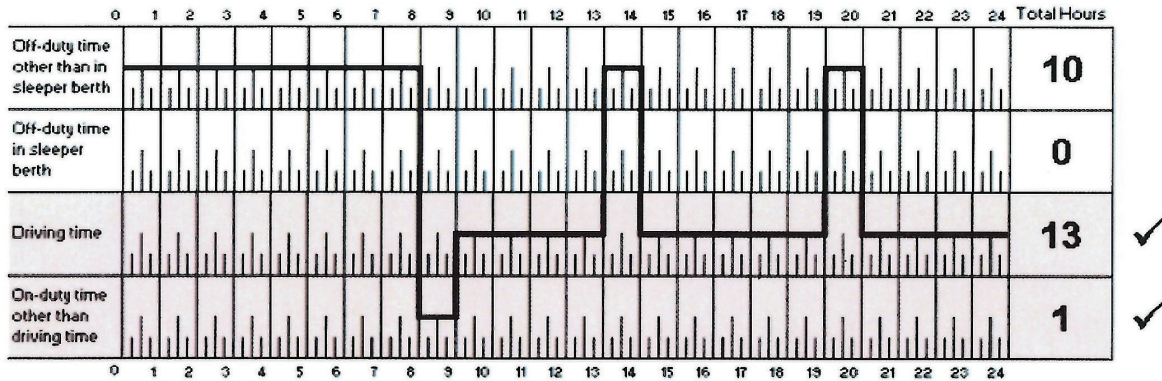 0 1 2 3 4 5 6 7 8 9 10 11 12 13 14 15 16 17 18 19 20 21 22 23 24 Total Hours
Off-duty time
other than in
sleeper berth
10
Off-duty time
in sleeper
berth
0
Driving time
13
On-duty time
other than
driving time
1
0 1 2 3 4 5 6 7 8 9 10 11 12 13 14 15 16 17 18 19 20 21 22 23 24